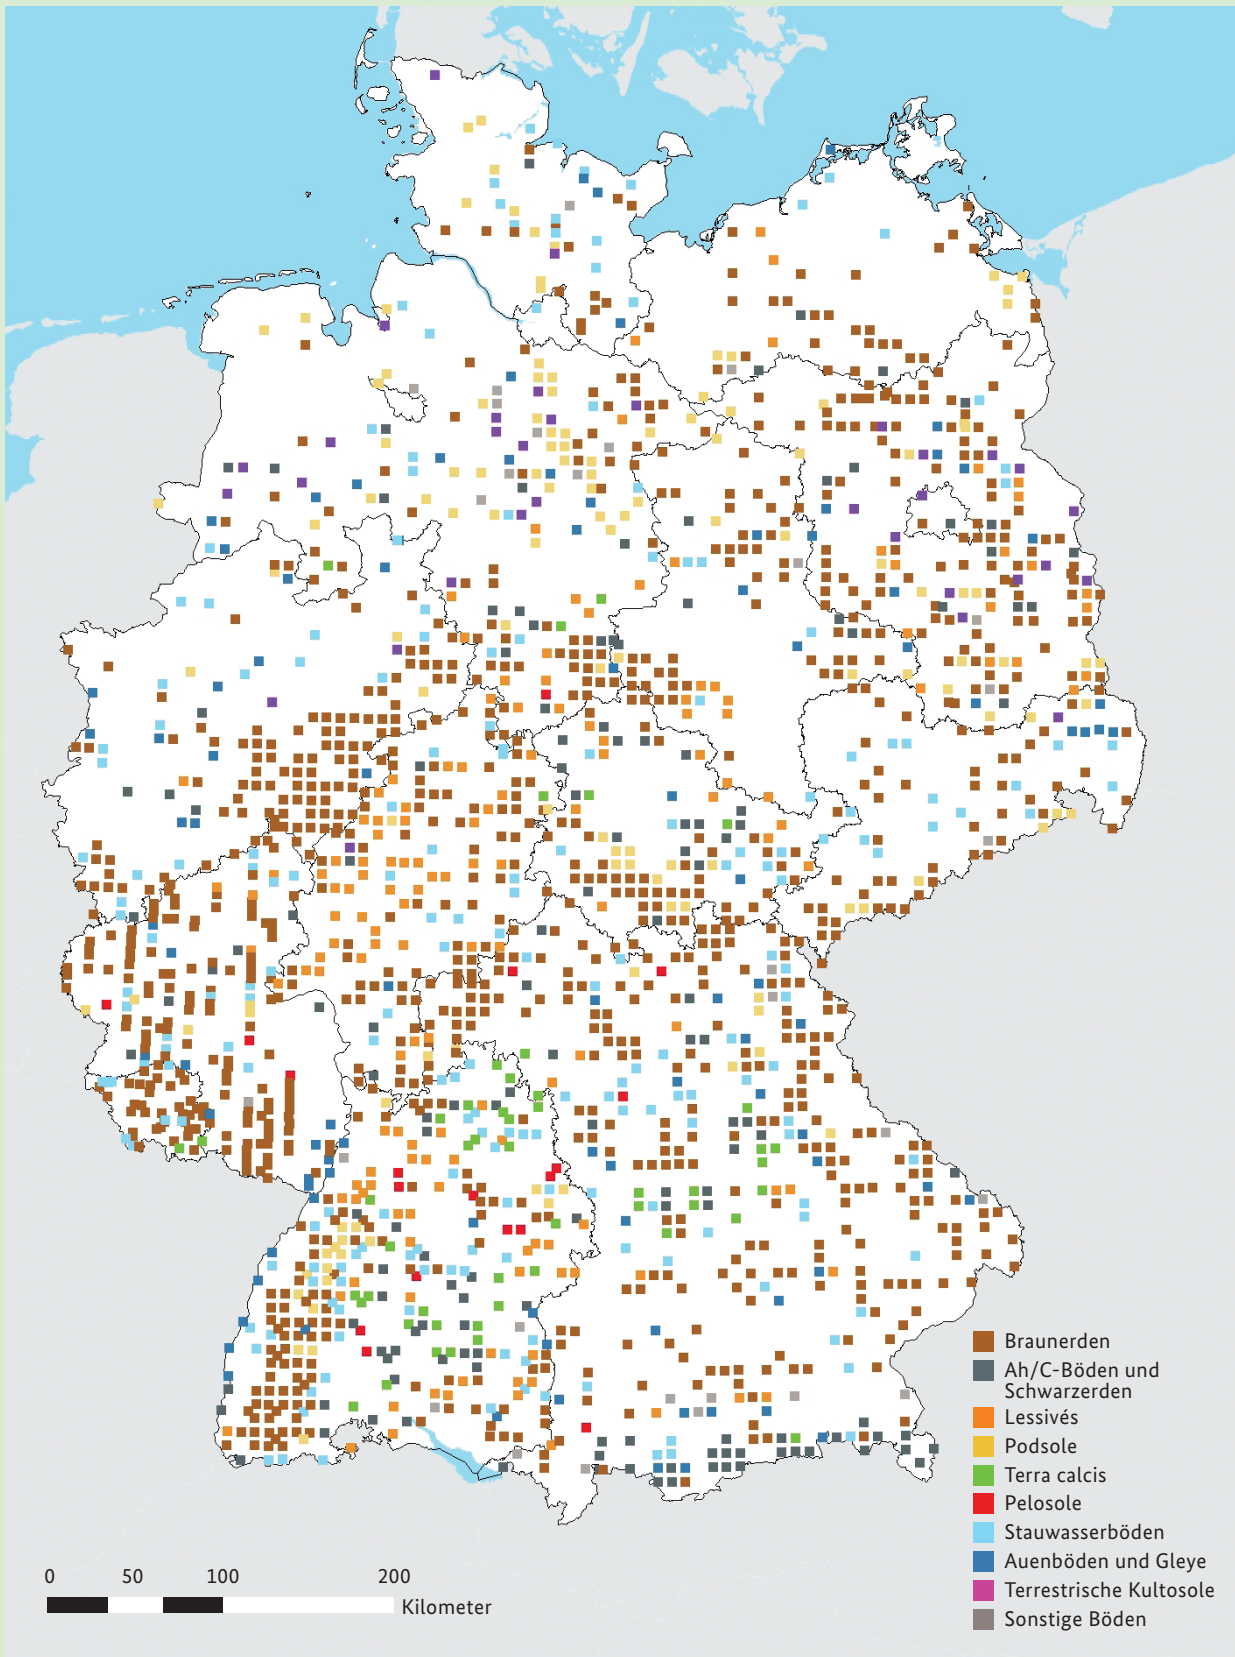 Braunerden
Ah/C-Böden und
Schwarzerden
Lessivés
Podsole
Terra calcis
Pelosole
Stauwasserböden
Auenböden und Gleye
Terrestrische Kultosole
Sonstige Böden
0 50 100 200
Kilometer